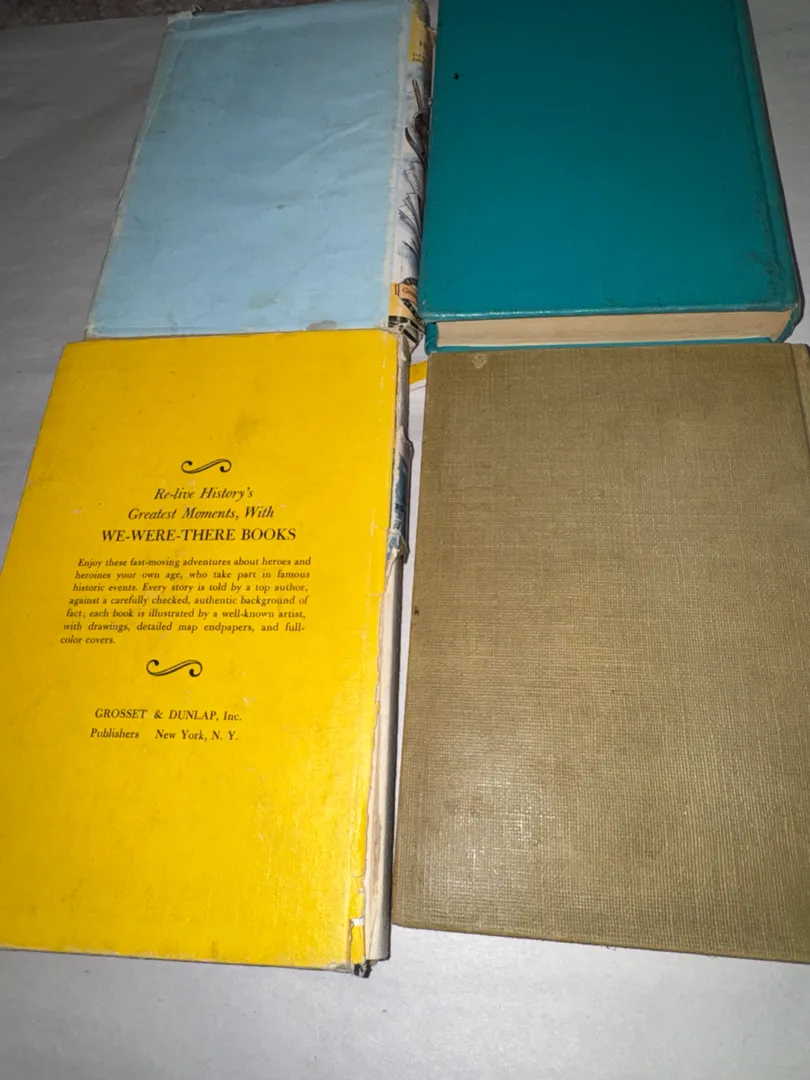 Re-live History's
Greatest Moments, With
WE-WERE-THERE BOOKS
Enjoy these fast-moving adventures about heroes and
heroines your own age, who take part in famous
historic events. Every story is told by a top author,
against a carefully checked, authentic background of
fact; each book is illustrated by a well-known artist,
with drawings, detailed map endpapers, and full-
color covers.
GROSSET & DUNLAP, Inc.
Publishers New York, N. Y.